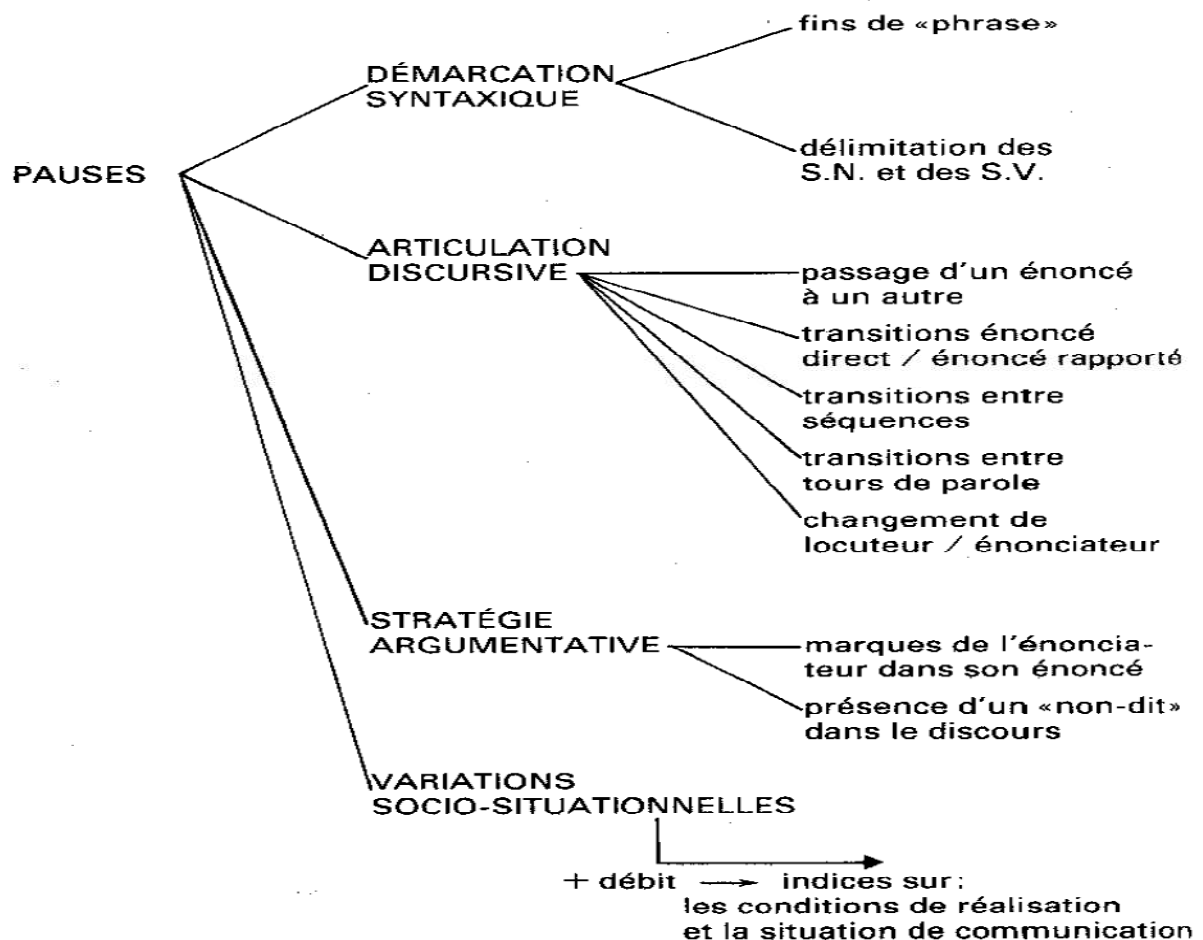 PAUSES
DÉMARCATION
SYNTAXIQUE
fins de «phrase»
délimitation des
S.N. et des S.V.
ARTICULATION
DISCURSIVE
passage d'un énoncé
à un autre
transitions énoncé
direct / énoncé rapporté
transitions entre
séquences
transitions entre
tours de parole
changement de
locuteur / énonciateur
STRATÉGIE
ARGUMENTATIVE
marques de l'énoncia-
teur dans son énoncé
présence d'un «non-dit»
dans le discours
VARIATIONS
SOCIO-SITUATIONNELLES
+ débit → indices sur :
les conditions de réalisation
et la situation de communication